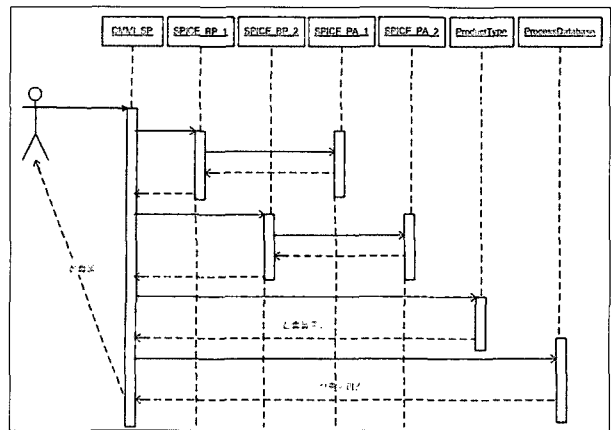 CMMI_SP
SPICE_BP_1
SPICE_BP_2
SPICE_PA_1
SPICE_PA_2
ProductType
ProcessDatabase